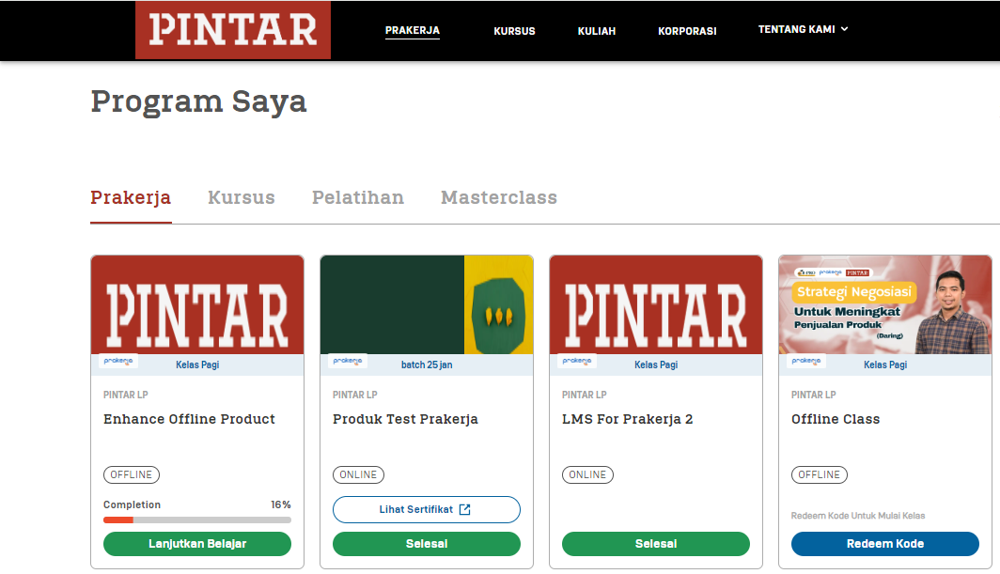 PINTAR
PRAKERJA
KURSUS
KULIAH
KORPORASI
TENTANG KAMI
Program Saya
Prakerja
Kursus
Pelatihan
Masterclass
PINTAR
prakerja
Kelas Pagi
PINTAR LP
Enhance Offline Product
OFFLINE
Completion 16%
Lanjutkan Belajar
prakerja
batch 25 jan
PINTAR LP
Produk Test Prakerja
ONLINE
Lihat Sertifikat
Selesai
PINTAR
prakerja
Kelas Pagi
PINTAR LP
LMS For Prakerja 2
ONLINE
Selesai
prakerja PINTAR
Strategi Negosiasi
Untuk Meningkat
Penjualan Produk
(Daring)
prakerja
Kelas Pagi
PINTAR LP
Offline Class
OFFLINE
Redeem Kode Untuk Mulai Kelas
Redeem Kode